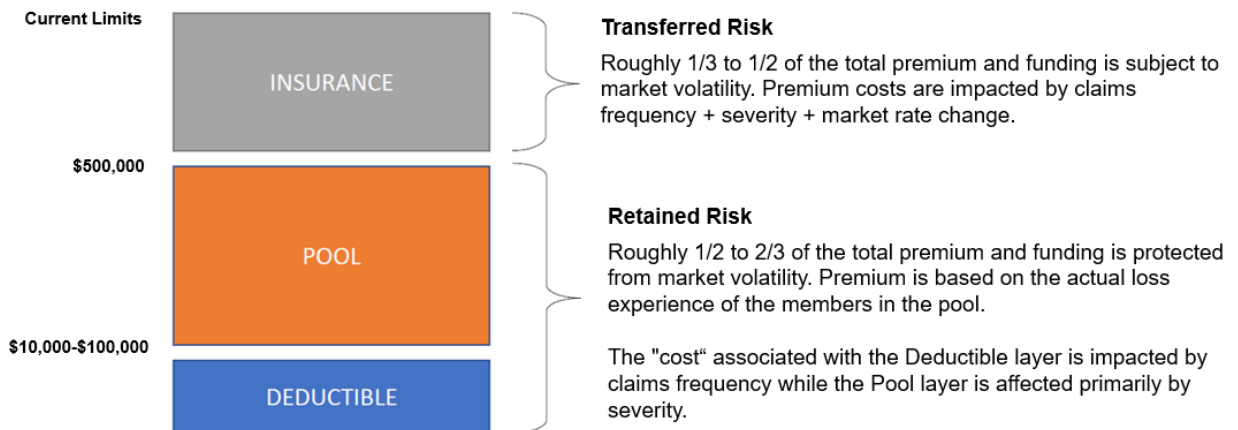 Current Limits
INSURANCE
Transferred Risk
Roughly 1/3 to 1/2 of the total premium and funding is subject to
market volatility. Premium costs are impacted by claims
frequency + severity + market rate change.
$500,000
POOL
Retained Risk
Roughly 1/2 to 2/3 of the total premium and funding is protected
from market volatility. Premium is based on the actual loss
experience of the members in the pool.
$10,000-$100,000
DEDUCTIBLE
The "cost“ associated with the Deductible layer is impacted by
claims frequency while the Pool layer is affected primarily by
severity.